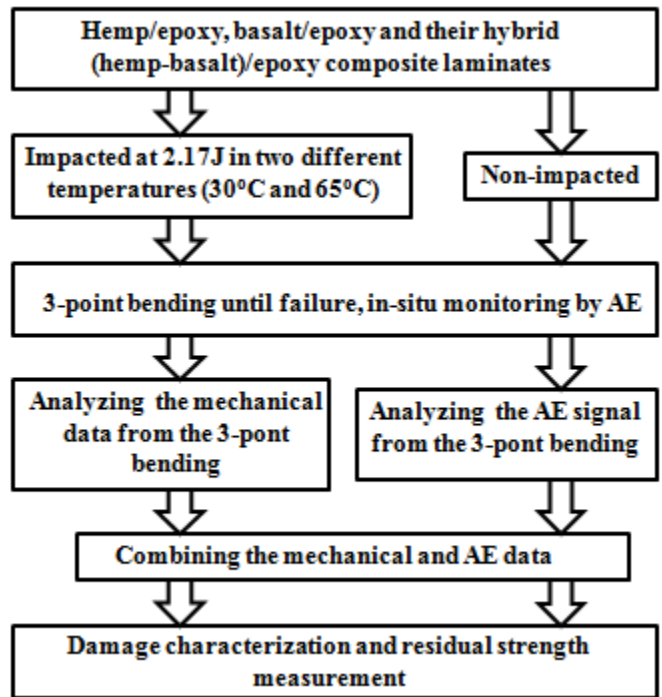 Hemp/epoxy, basalt/epoxy and their hybrid
(hemp-basalt)/epoxy composite laminates
Impacted at 2.17J in two different
temperatures (30°C and 65°C)
Non-impacted
3-point bending until failure, in-situ monitoring by AE
Analyzing the mechanical
data from the 3-pont
bending
Analyzing the AE signal
from the 3-pont bending
Combining the mechanical and AE data
Damage characterization and residual strength
measurement